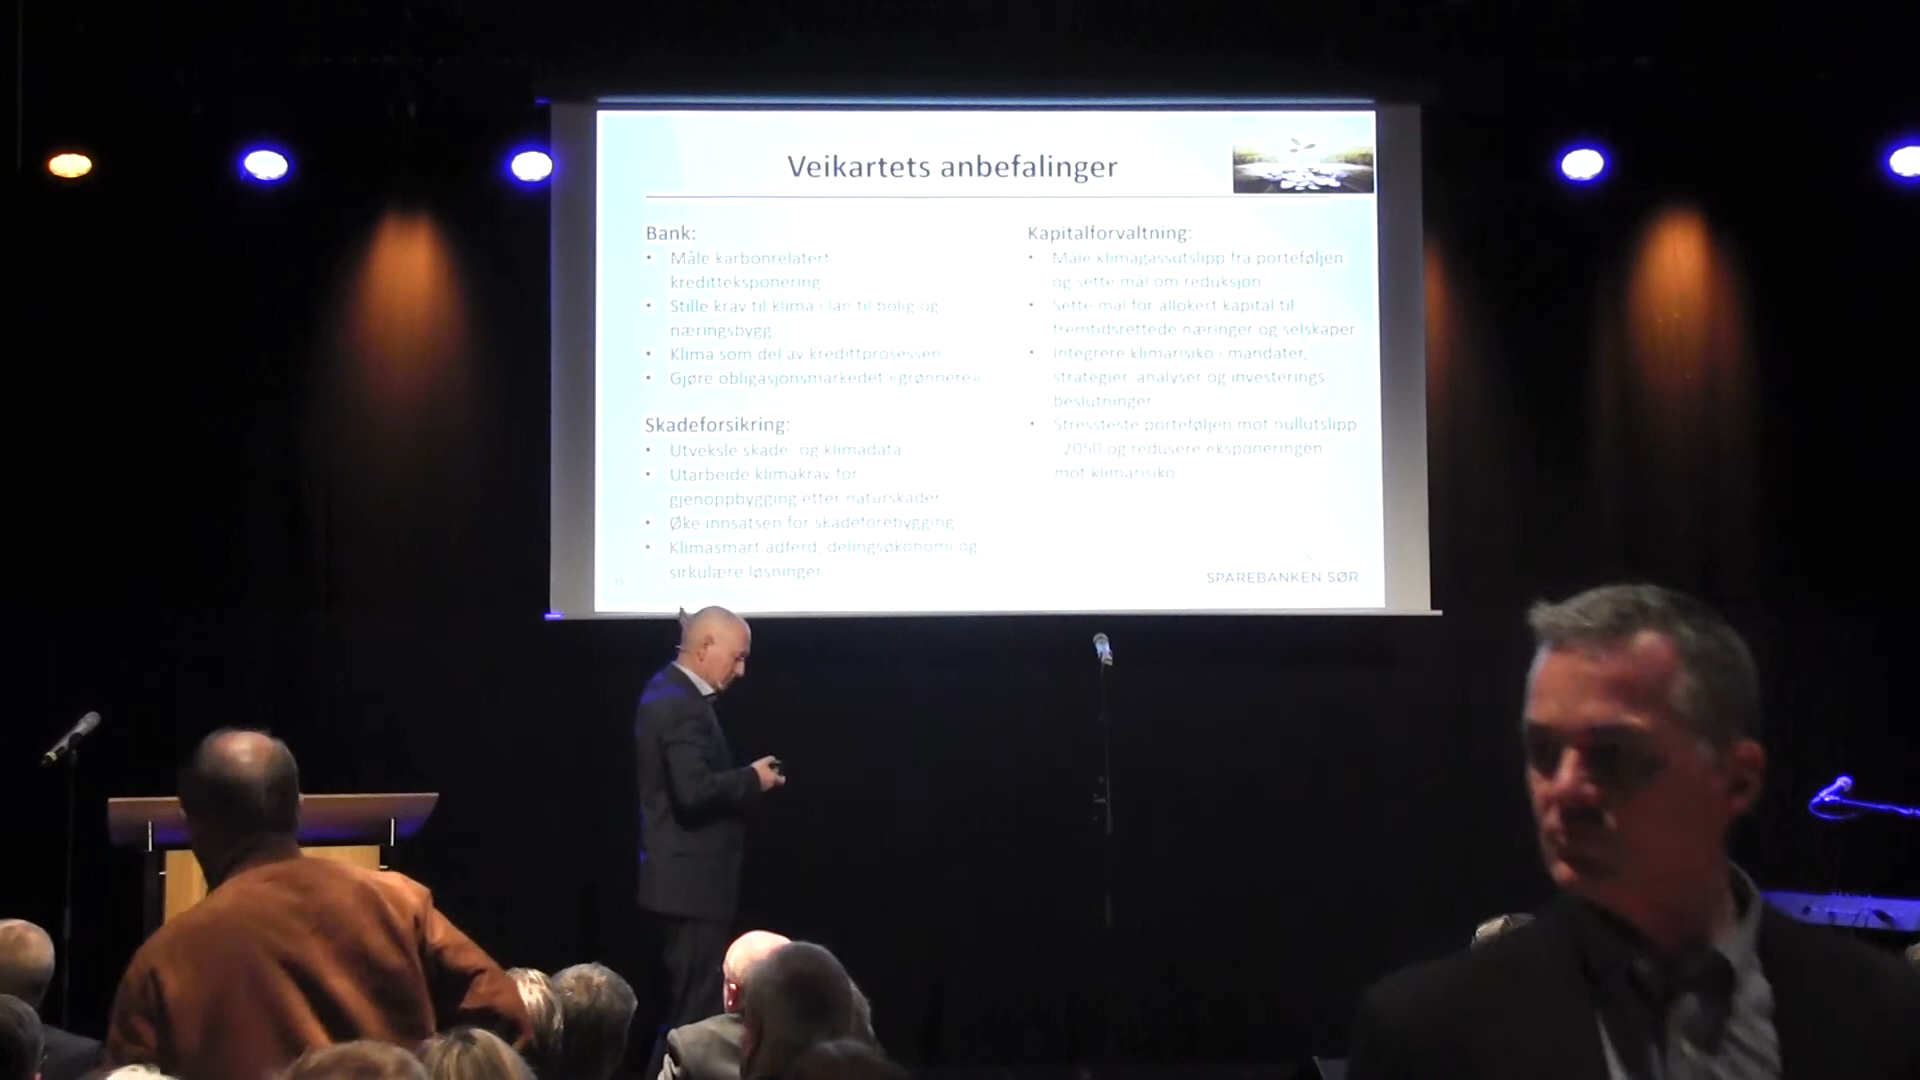 Veikartets anbefalinger
Bank:
• Måle karbonrelatert
kreditteksponering
• Stille krav til klima i lån til bolig og
næringsbygg
• Klima som del av kredittprosessen
• Gjøre obligasjonsmarkedet «grønnere»
Skadeforsikring:
• Utveksle skade- og klimadata
• Utarbeide klimakrav for
gjenoppbygging etter naturskader
• Øke innsatsen for skadeforebygging
• Klimasmart adferd, delingsøkonomi og
sirkulære løsninger
Kapitalforvaltning:
• Måle klimagassutslipp fra porteføljen
og sette mål om reduksjon
• Sette mål for allokert kapital til
fremtidsrettede næringer og selskaper
• Integrere klimarisiko i mandater,
strategier, analyser og investerings-
beslutninger
• Stressteste porteføljen mot nullutslipp
2050 og redusere eksponeringen
mot klimarisiko
SPAREBANKEN SØR